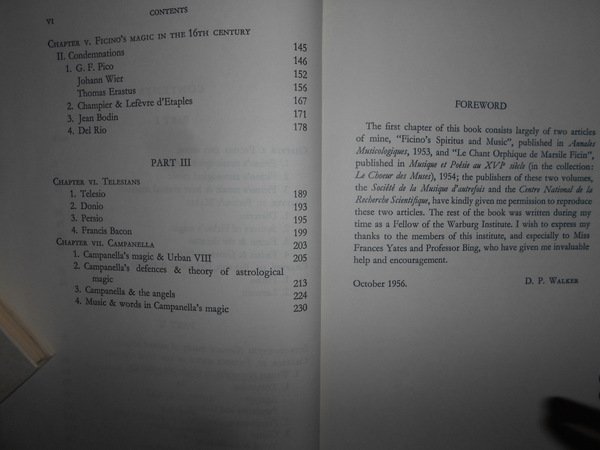 VI CONTENTS
CHAPTER V. FICINO'S MAGIC IN THE 16TH CENTURY
II. Condemnations 145
1. G. F. Pico 146
Johann Wier 152
Thomas Erastus 156
2. Champier & Lefèvre d'Etaples 167
3. Jean Bodin 171
4. Del Rio 178
PART III
CHAPTER VI. TELESIANS
1. Telesio 189
2. Donio 193
3. Persio 195
4. Francis Bacon 199
CHAPTER VII. CAMPANELLA 203
1. Campanella's magic & Urban VIII 205
2. Campanella's defences & theory of astrological
magic 213
3. Campanella & the angels 224
4. Music & words in Campanella's magic 230
FOREWORD
The first chapter of this book consists largely of two articles
of mine, "Ficino's Spiritus and Music", published in Annales
Musicologiques, 1953, and "Le Chant Orphique de Marsile Ficin",
published in Musique et Poésie au XVIe siècle (in the collection:
Le Choeur des Muses), 1954; the publishers of these two volumes,
the Société de la Musique d'autrefois and the Centre National de la
Recherche Scientifique, have kindly given me permission to reproduce
these two articles. The rest of the book was written during my
time as a Fellow of the Warburg Institute. I wish to express my
thanks to the members of this institute, and especially to Miss
Frances Yates and Professor Bing, who have given me invaluable
help and encouragement.
October 1956. D. P. WALKER